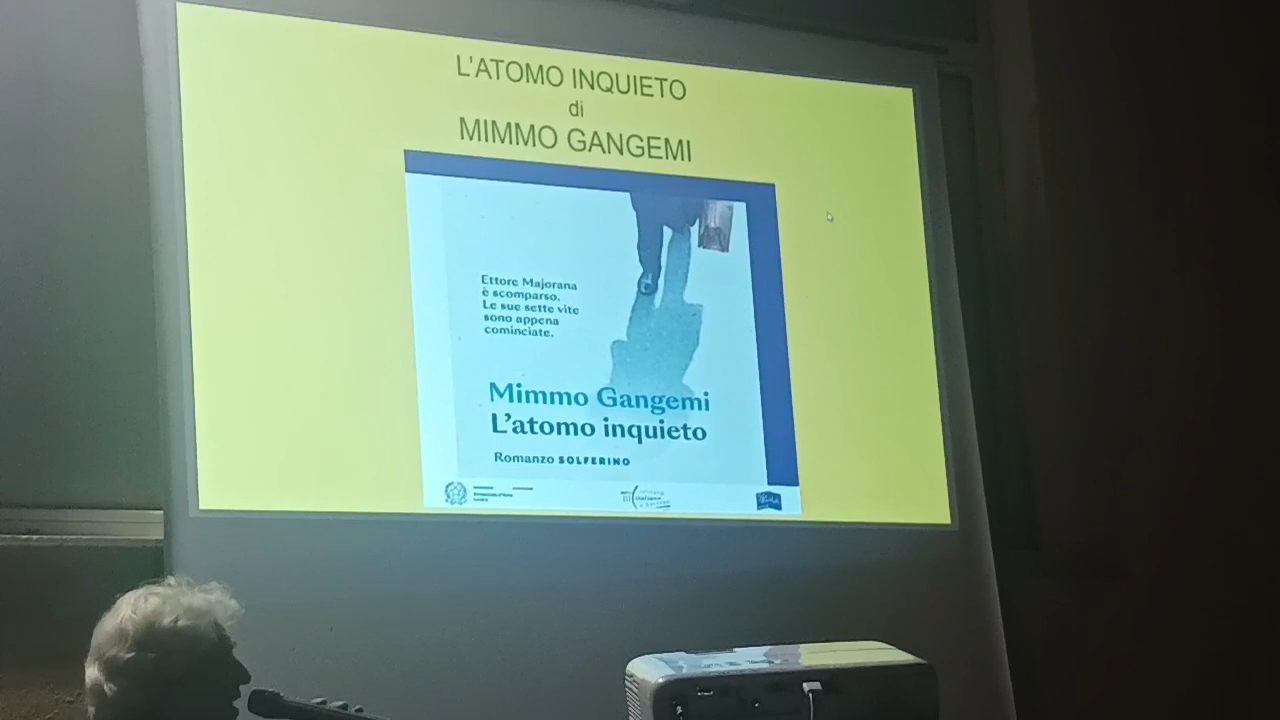 L'ATOMO INQUIETO
di
MIMMO GANGEMI
Ettore Majorana
è scomparso.
Le sue sette vite
sono appena
cominciate.
Mimmo Gangemi
L'atomo inquieto
Romanzo SOLFERINO